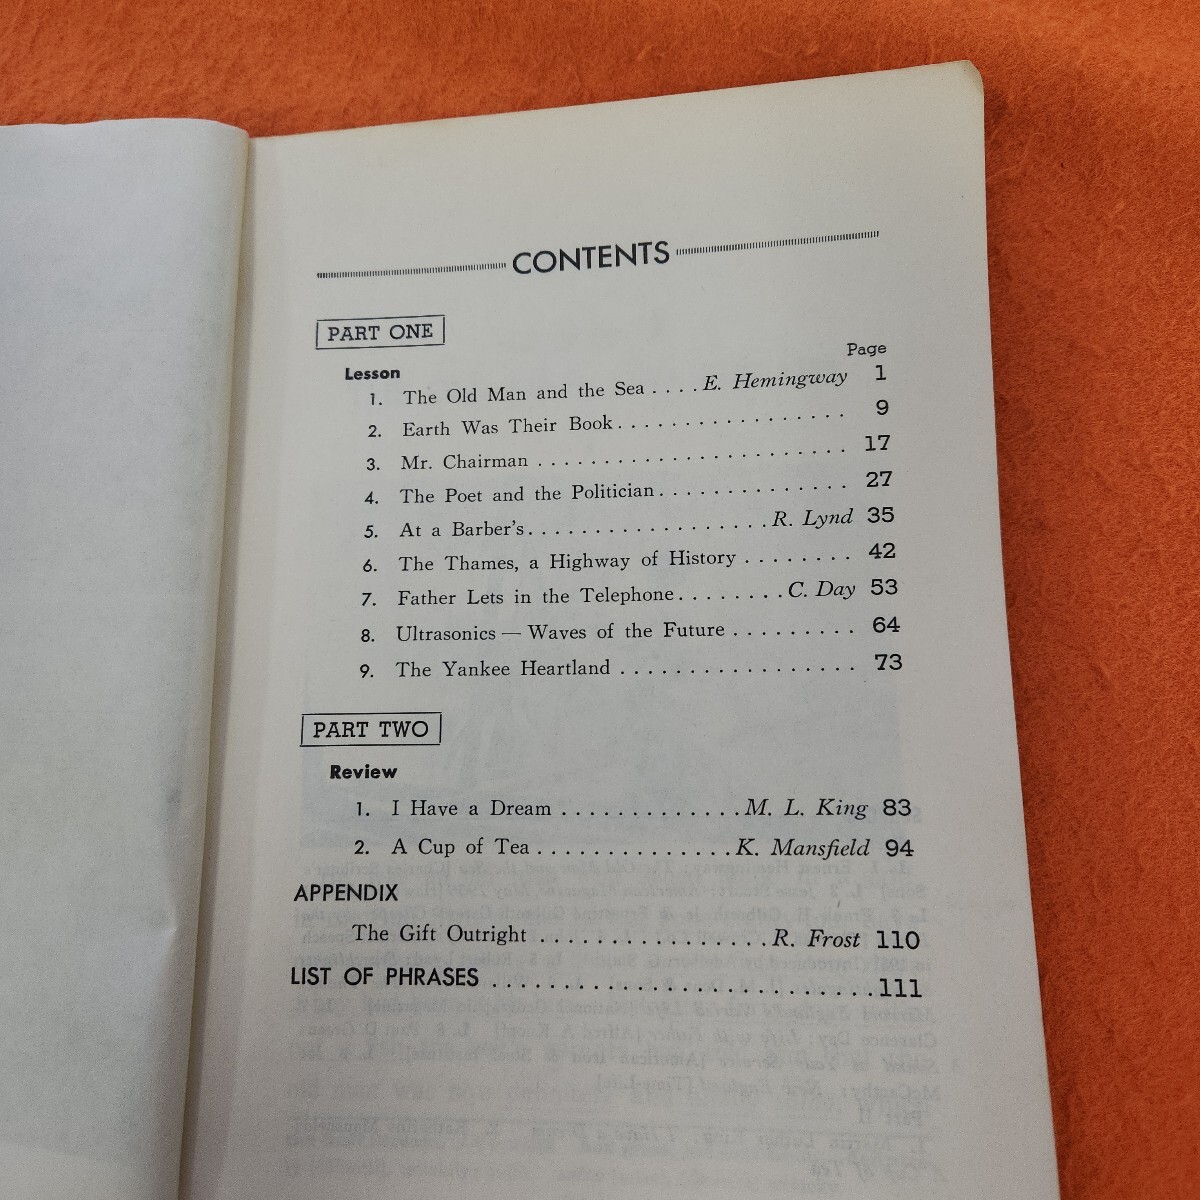 CONTENTS
PART ONE
Page
Lesson
1. The Old Man and the Sea .... E. Hemingway 1
2. Earth Was Their Book................. 9
3. Mr. Chairman ........................ 17
4. The Poet and the Politician.............. 27
5. At a Barber's.................. R. Lynd 35
6. The Thames, a Highway of History ........ 42
7. Father Lets in the Telephone........ C. Day 53
8. Ultrasonics — Waves of the Future ......... 64
9. The Yankee Heartland .................. 73
PART TWO
Review
1. I Have a Dream ............. M. L. King 83
2. A Cup of Tea............... K. Mansfield 94
APPENDIX
The Gift Outright ................. R. Frost 110
LIST OF PHRASES ............................ 111